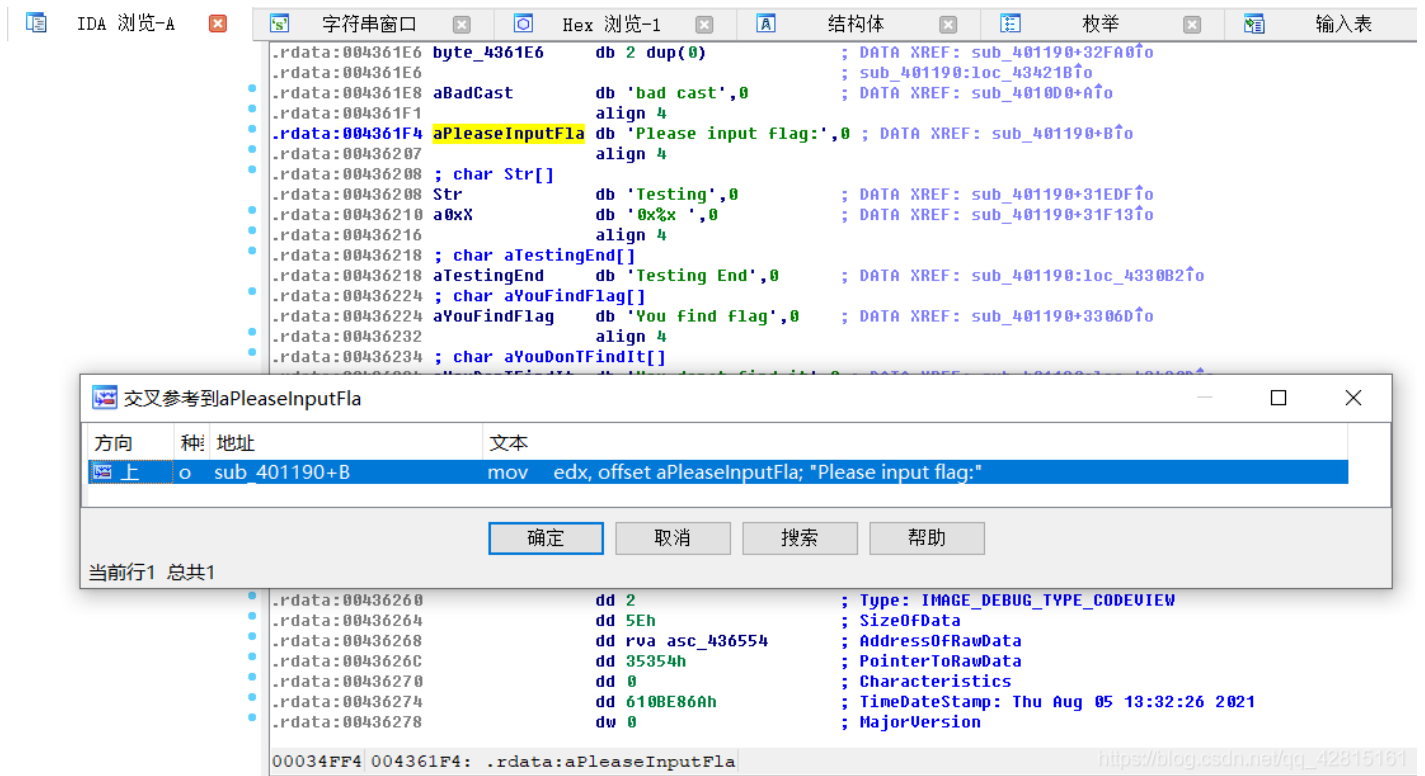 IDA 浏览-A 字符串窗口 Hex 浏览-1 结构体 枚举 输入表
.rdata:004361E6 byte_4361E6 db 2 dup(0) ; DATA XREF: sub_401190+32FA0↑o
.rdata:004361E6 ; sub_401190:loc_43421B↑o
.rdata:004361E8 aBadCast db 'bad cast',0 ; DATA XREF: sub_4010D0+A↑o
.rdata:004361F1 align 4
.rdata:004361F4 aPleaseInputFla db 'Please input flag:',0 ; DATA XREF: sub_401190+B↑o
.rdata:00436207 align 4
.rdata:00436208 ; char Str[]
.rdata:00436208 Str db 'Testing',0 ; DATA XREF: sub_401190+31EDF↑o
.rdata:00436210 a0xX db '0x%x ',0 ; DATA XREF: sub_401190+31F13↑o
.rdata:00436216 align 4
.rdata:00436218 ; char aTestingEnd[]
.rdata:00436218 aTestingEnd db 'Testing End',0 ; DATA XREF: sub_401190:loc_4330B2↑o
.rdata:00436224 ; char aYouFindFlag[]
.rdata:00436224 aYouFindFlag db 'You find flag',0 ; DATA XREF: sub_401190+3306D↑o
.rdata:00436232 align 4
.rdata:00436234 ; char aYouDonTFindIt[]
交叉参考到aPleaseInputFla
方向 地址 文本
上 o sub_401190+B mov edx, offset aPleaseInputFla; "Please input flag:"
确定 取消 搜索 帮助
当前行1 总共1
.rdata:00436260 dd 2 ; Type: IMAGE_DEBUG_TYPE_CODEVIEW
.rdata:00436264 dd 5Eh ; SizeOfData
.rdata:00436268 dd rva asc_436554 ; AddressOfRawData
.rdata:0043626C dd 35354h ; PointerToRawData
.rdata:00436270 dd 0 ; Characteristics
.rdata:00436274 dd 610BE86Ah ; TimeDateStamp: Thu Aug 05 13:32:26 2021
.rdata:00436278 dw 0 ; MajorVersion
00034FF4 004361F4: .rdata:aPleaseInputFla
https://blog.csdn.net/qq_42815161